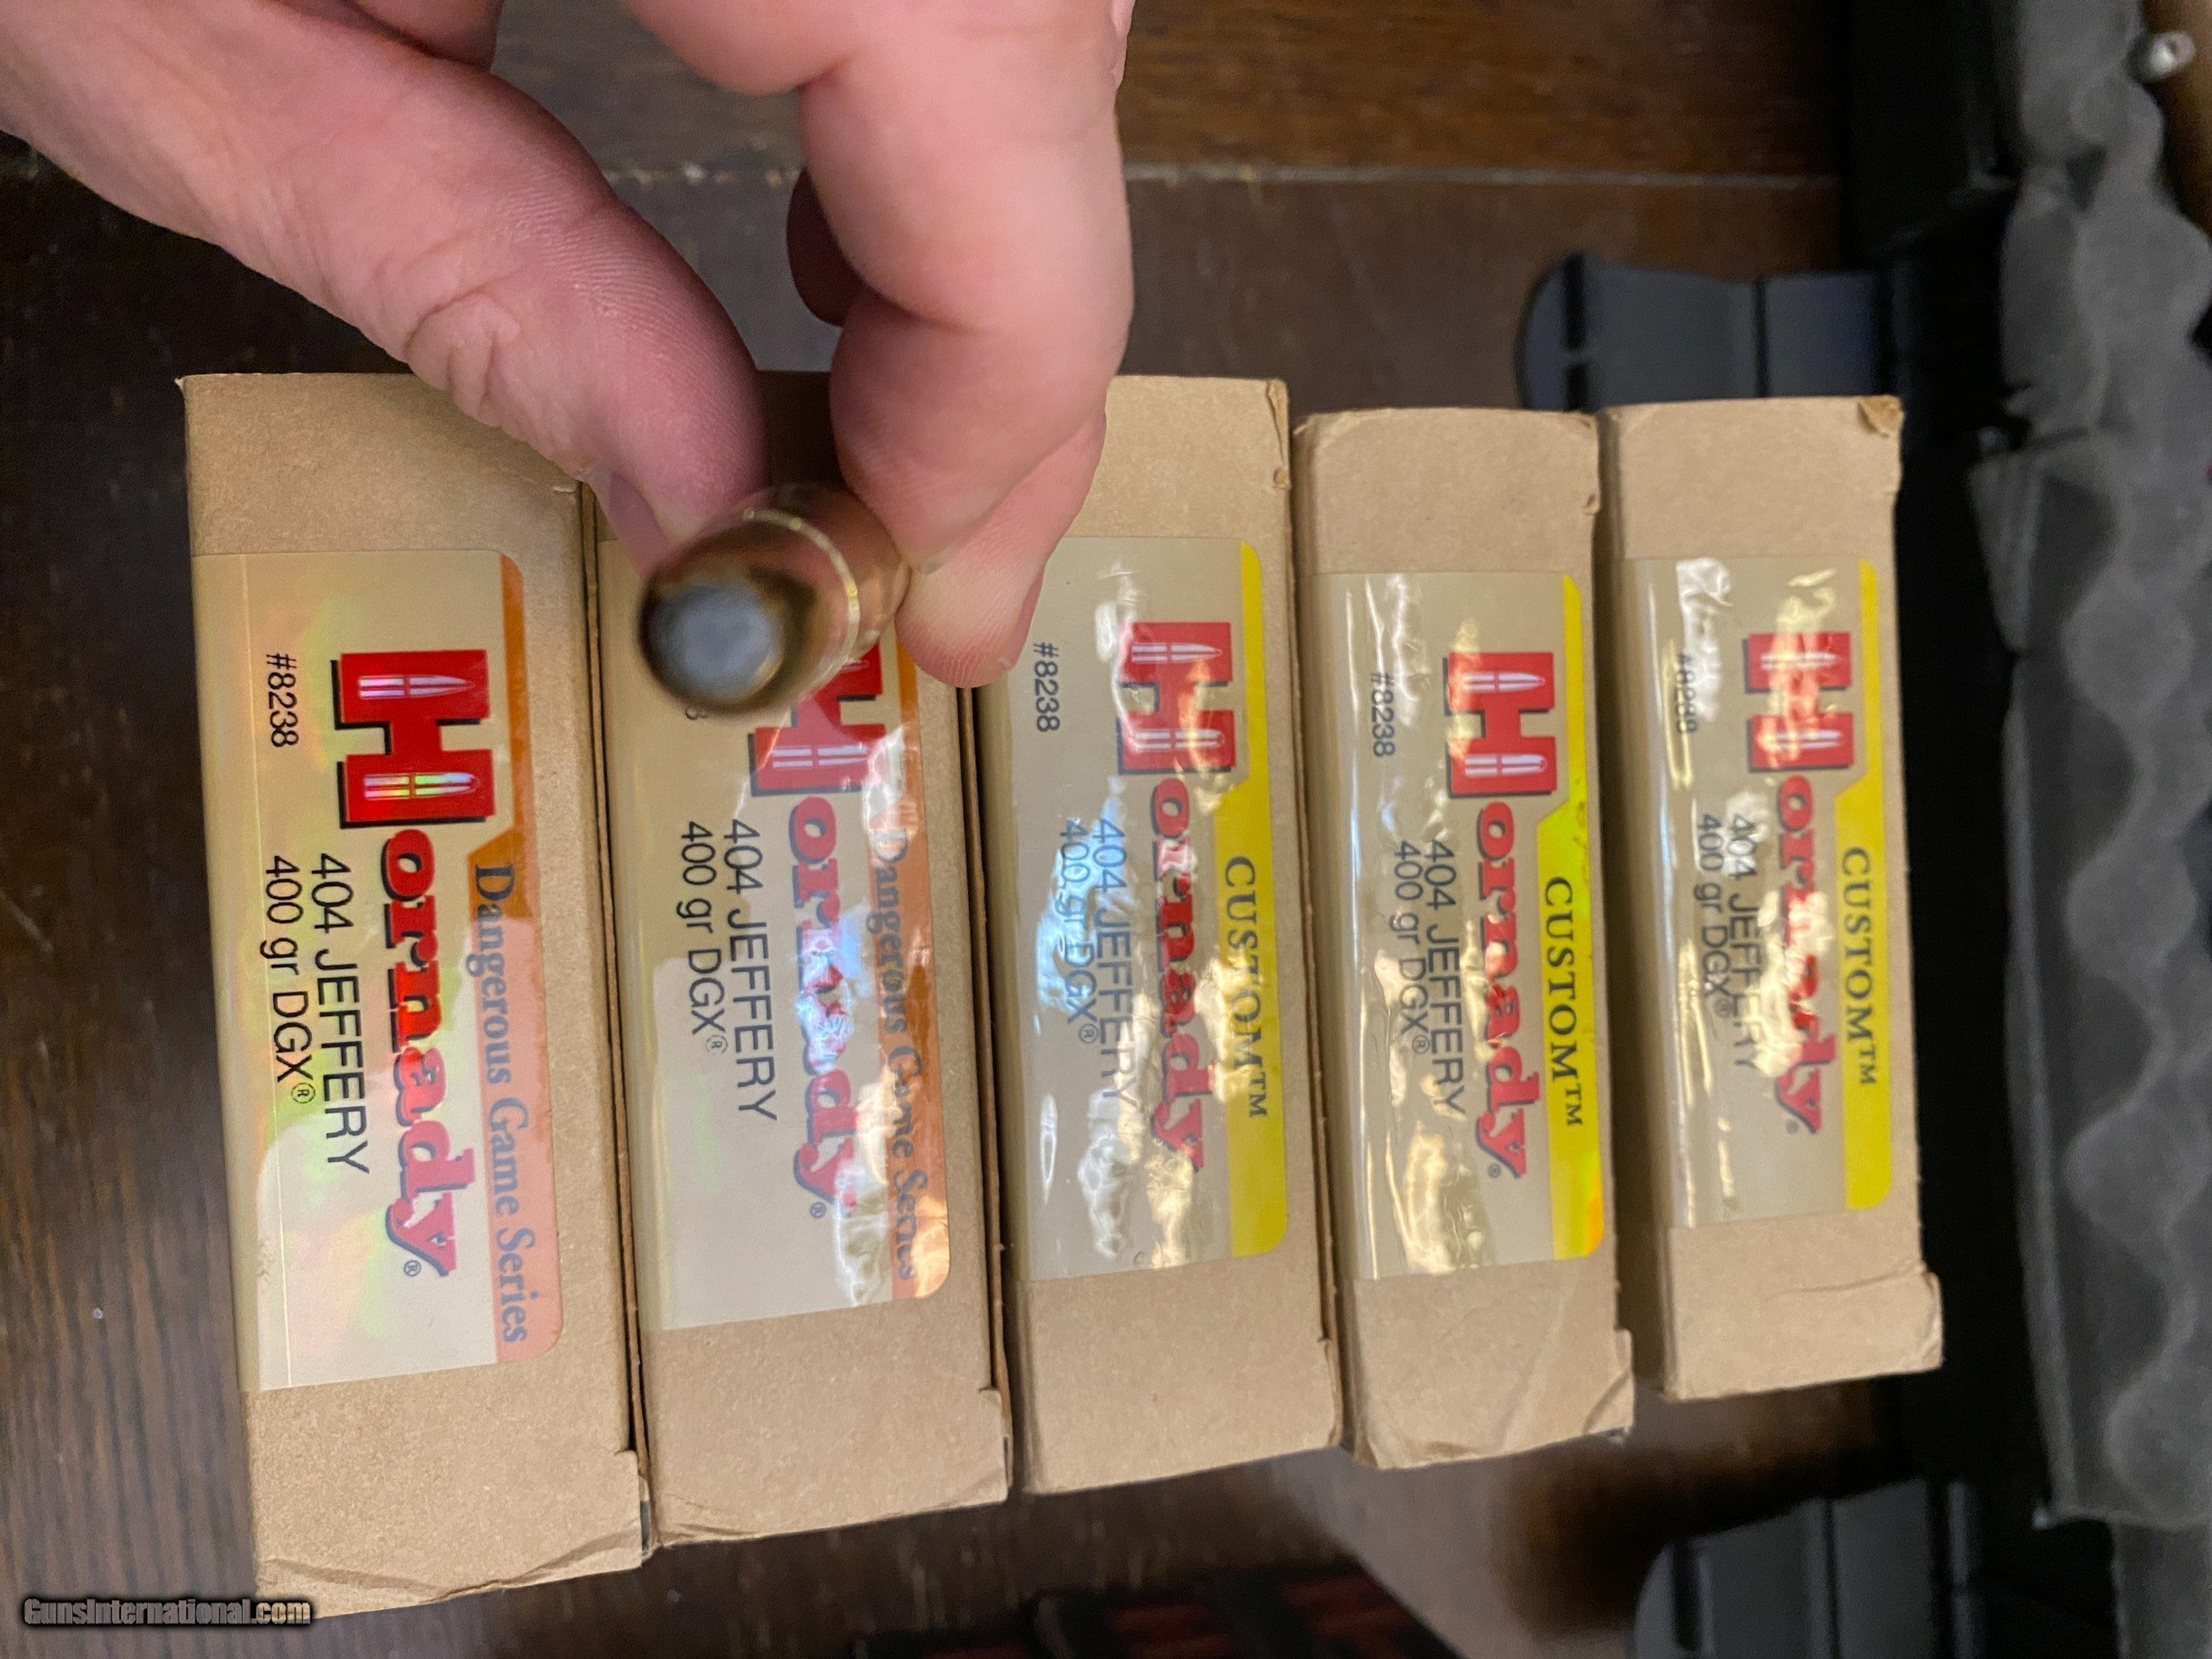 Dangerous Game Series
Hornady®
404 JEFFERY
400 gr DGX®
#8238
Dangerous Game Series
Hornady®
404 JEFFERY
400 gr DGX®
8
CUSTOM™
Hornady
404 JEFFERY
400 gr DGX®
#8238
CUSTOM™
Hornady®
404 JEFFERY
400 gr DGX®
#8238
CUSTOM™
Hornady®
404 JEFFERY
400 gr DGX®
#8238
GunsInternational.com